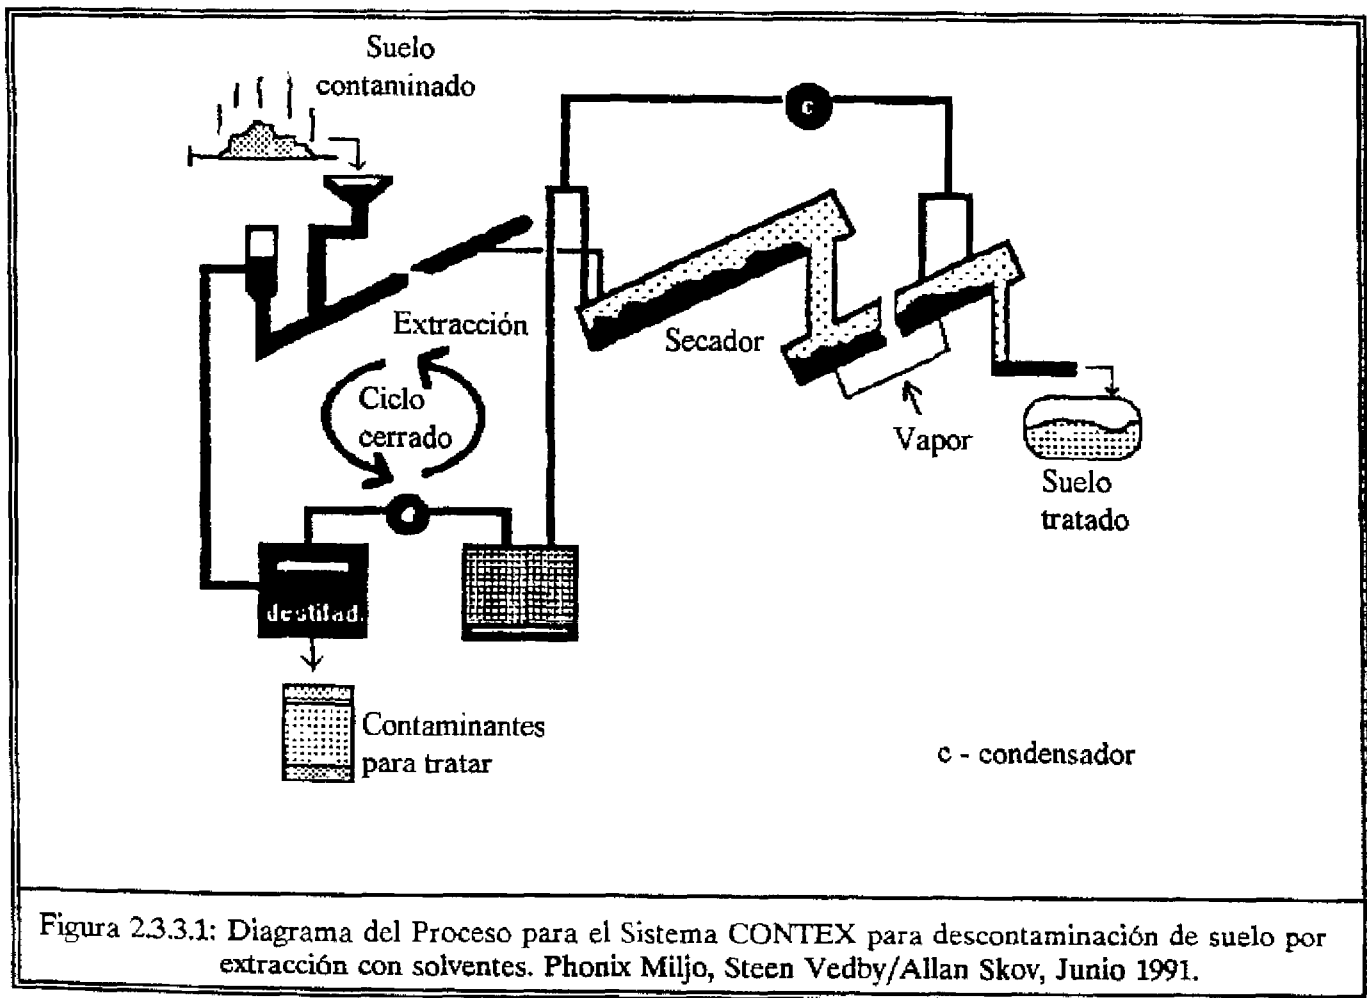 Suelo
contaminado
c
Extracción
Secador
Ciclo
cerrado
Vapor
Suelo
tratado
destilad.
Contaminantes
para tratar
c - condensador
Figura 2.3.3.1: Diagrama del Proceso para el Sistema CONTEX para descontaminación de suelo por
extracción con solventes. Phonix Miljo, Steen Vedby/Allan Skov, Junio 1991.